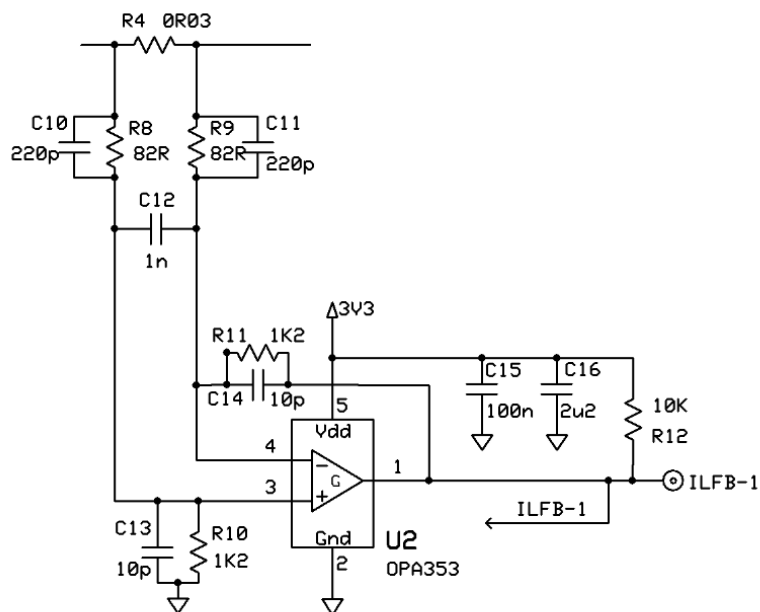 R4 0R03
C10
R8
R9
C11
220p
82R
82R
220p
C12
1n
3V3
R11 1K2
C14
10p
C15
C16
100n
2u2
10K
R12
5
Vdd
4
3
-
G
+
1
ILFB-1
ILFB-1
C13
R10
10p
1K2
Gnd
2
U2
OPA353